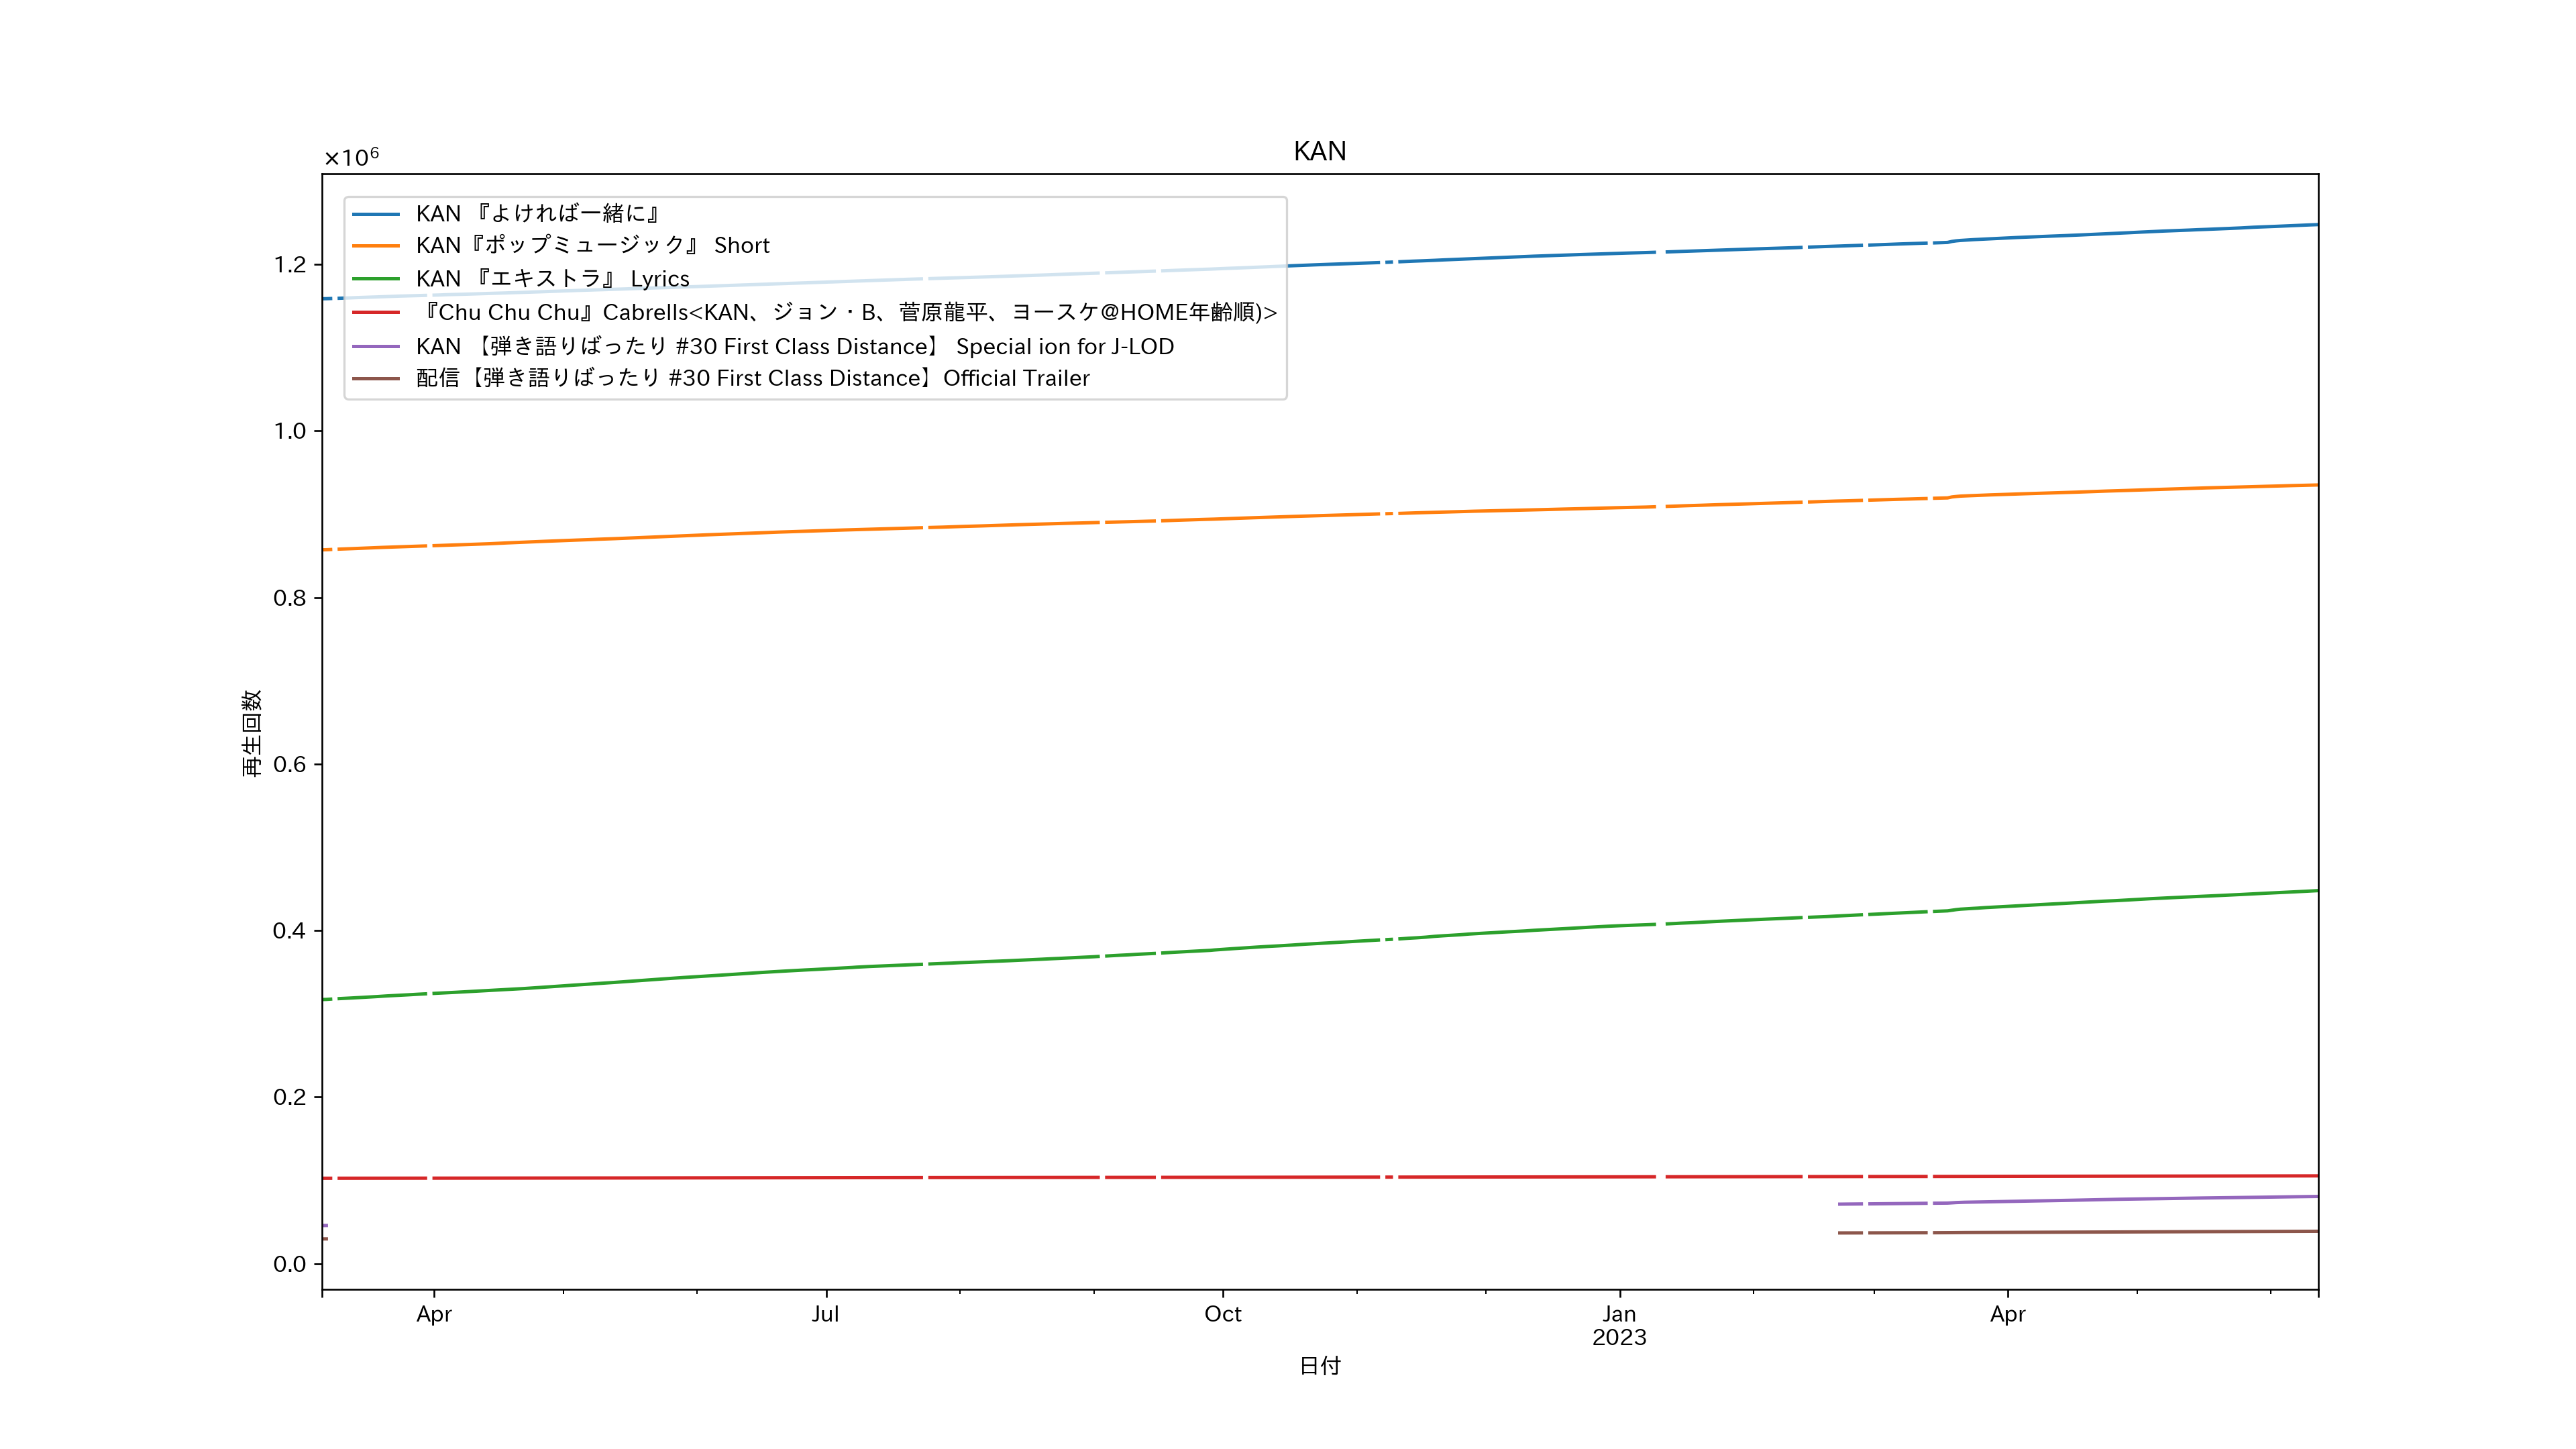 KAN
×10⁶
KAN 『よければ一緒に』
KAN『ポップミュージック』 Short
KAN 『エキストラ』 Lyrics
『Chu Chu Chu』Cabrells<KAN、ジョン・B、菅原龍平、ヨースケ@HOME年齢順)>
KAN 【弾き語りばったり #30 First Class Distance】 Special ion for J-LOD
配信【弾き語りばったり #30 First Class Distance】Official Trailer
1.2
1.0
0.8
0.6
0.4
0.2
0.0
再生回数
Apr
Jul
Oct
Jan
2023
Apr
日付